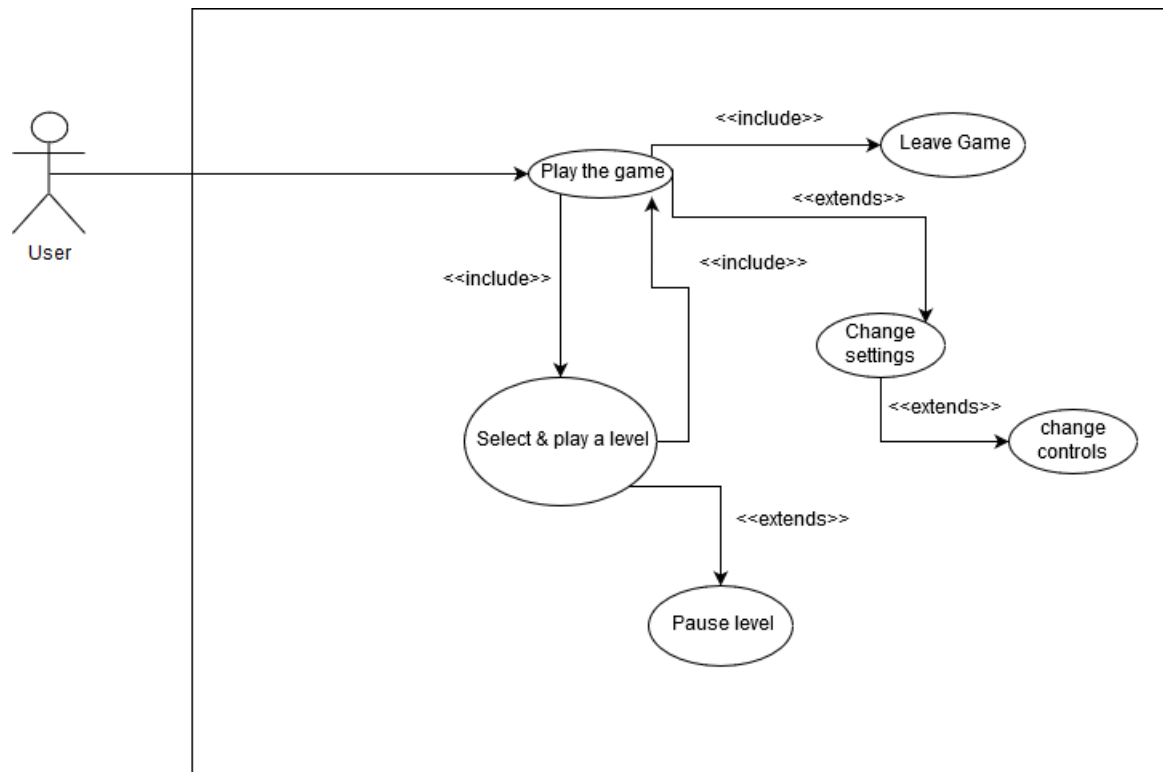 <<include>>
Leave Game
Play the game
<<extends>>
User
<<include>>
<<include>>
Change
settings
<<extends>>
change
controls
Select & play a level
<<extends>>
Pause level